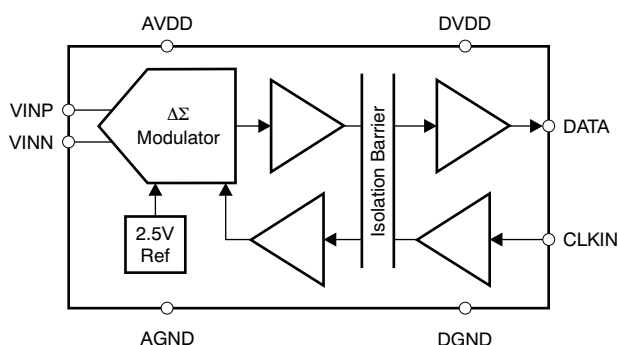 AVDD
DVDD
VINP
VINN
ΔΣ
Modulator
Isolation Barrier
DATA
2.5V
Ref
CLKIN
AGND
DGND